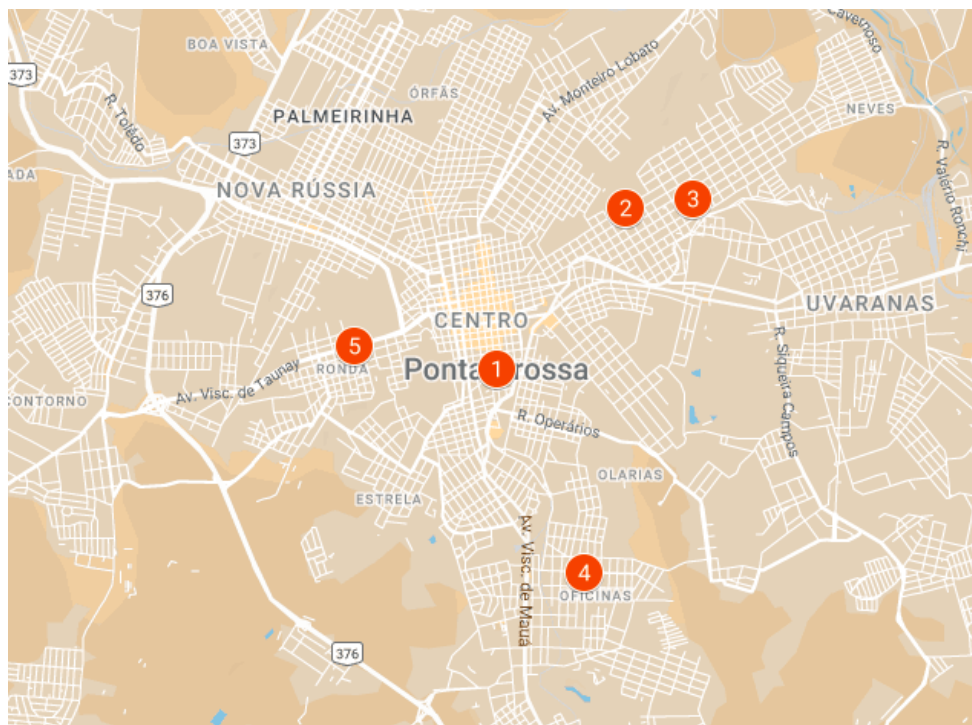 BOA VISTA
Cavernoso
373
Av. Monteiro Lobato
ÓRFÃS
R. Toledo
PALMEIRINHA
NEVES
373
R. Valério Ronchi
ADA
NOVA RÚSSIA
3
2
376
UVARANAS
CENTRO
5
RONDA
1
Ponta rossa
Av. Visc. de Taunay
R. Siqueira Campos
CONTORNO
R. Operários
OLARIAS
ESTRELA
Av. Visc. de Mauá
4
OFICINAS
376